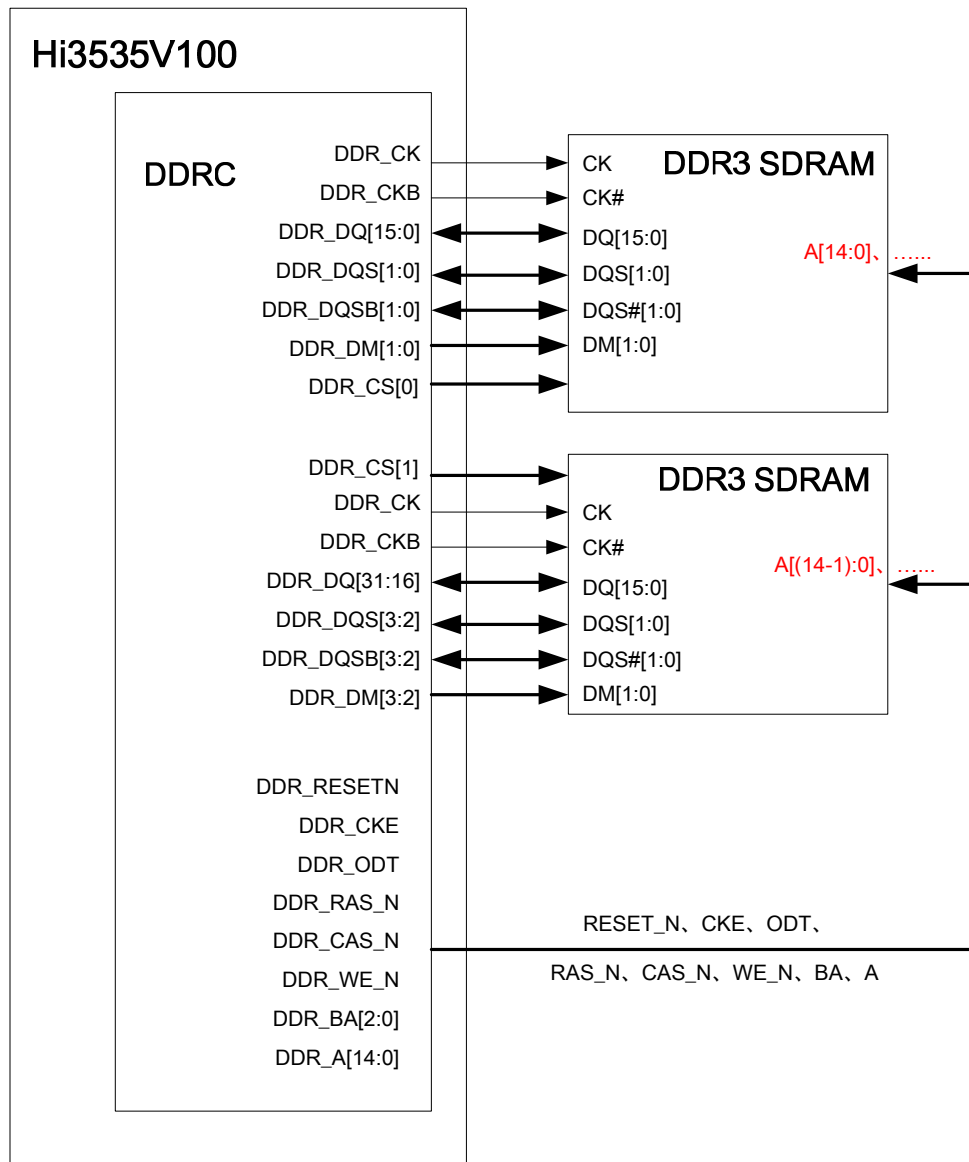 Hi3535V100
DDRC
DDR_CK
DDR_CKB
DDR_DQ[15:0]
DDR_DQS[1:0]
DDR_DQSB[1:0]
DDR_DM[1:0]
DDR_CS[0]
DDR3 SDRAM
CK
CK#
DQ[15:0]
DQS[1:0]
DQS#[1:0]
DM[1:0]
A[14:0]、……
DDR_CS[1]
DDR_CK
DDR_CKB
DDR_DQ[31:16]
DDR_DQS[3:2]
DDR_DQSB[3:2]
DDR_DM[3:2]
DDR3 SDRAM
CK
CK#
DQ[15:0]
DQS[1:0]
DQS#[1:0]
DM[1:0]
A[(14-1):0]、……
DDR_RESETN
DDR_CKE
DDR_ODT
DDR_RAS_N
DDR_CAS_N
DDR_WE_N
DDR_BA[2:0]
DDR_A[14:0]
RESET_N、CKE、ODT、
RAS_N、CAS_N、WE_N、BA、A